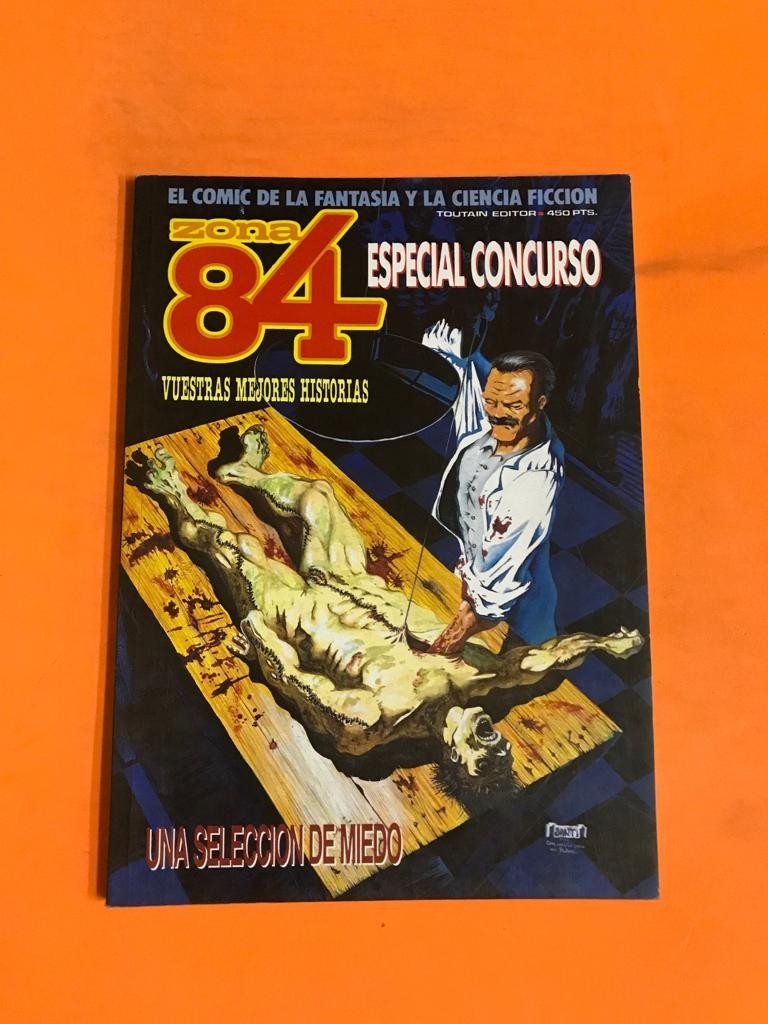 EL COMIC DE LA FANTASIA Y LA CIENCIA FICCION
TOUTAIN EDITOR ■ 450 PTS.
zona
84
ESPECIAL CONCURSO
VUESTRAS MEJORES HISTORIAS
UNA SELECCION DE MIEDO
SANTI